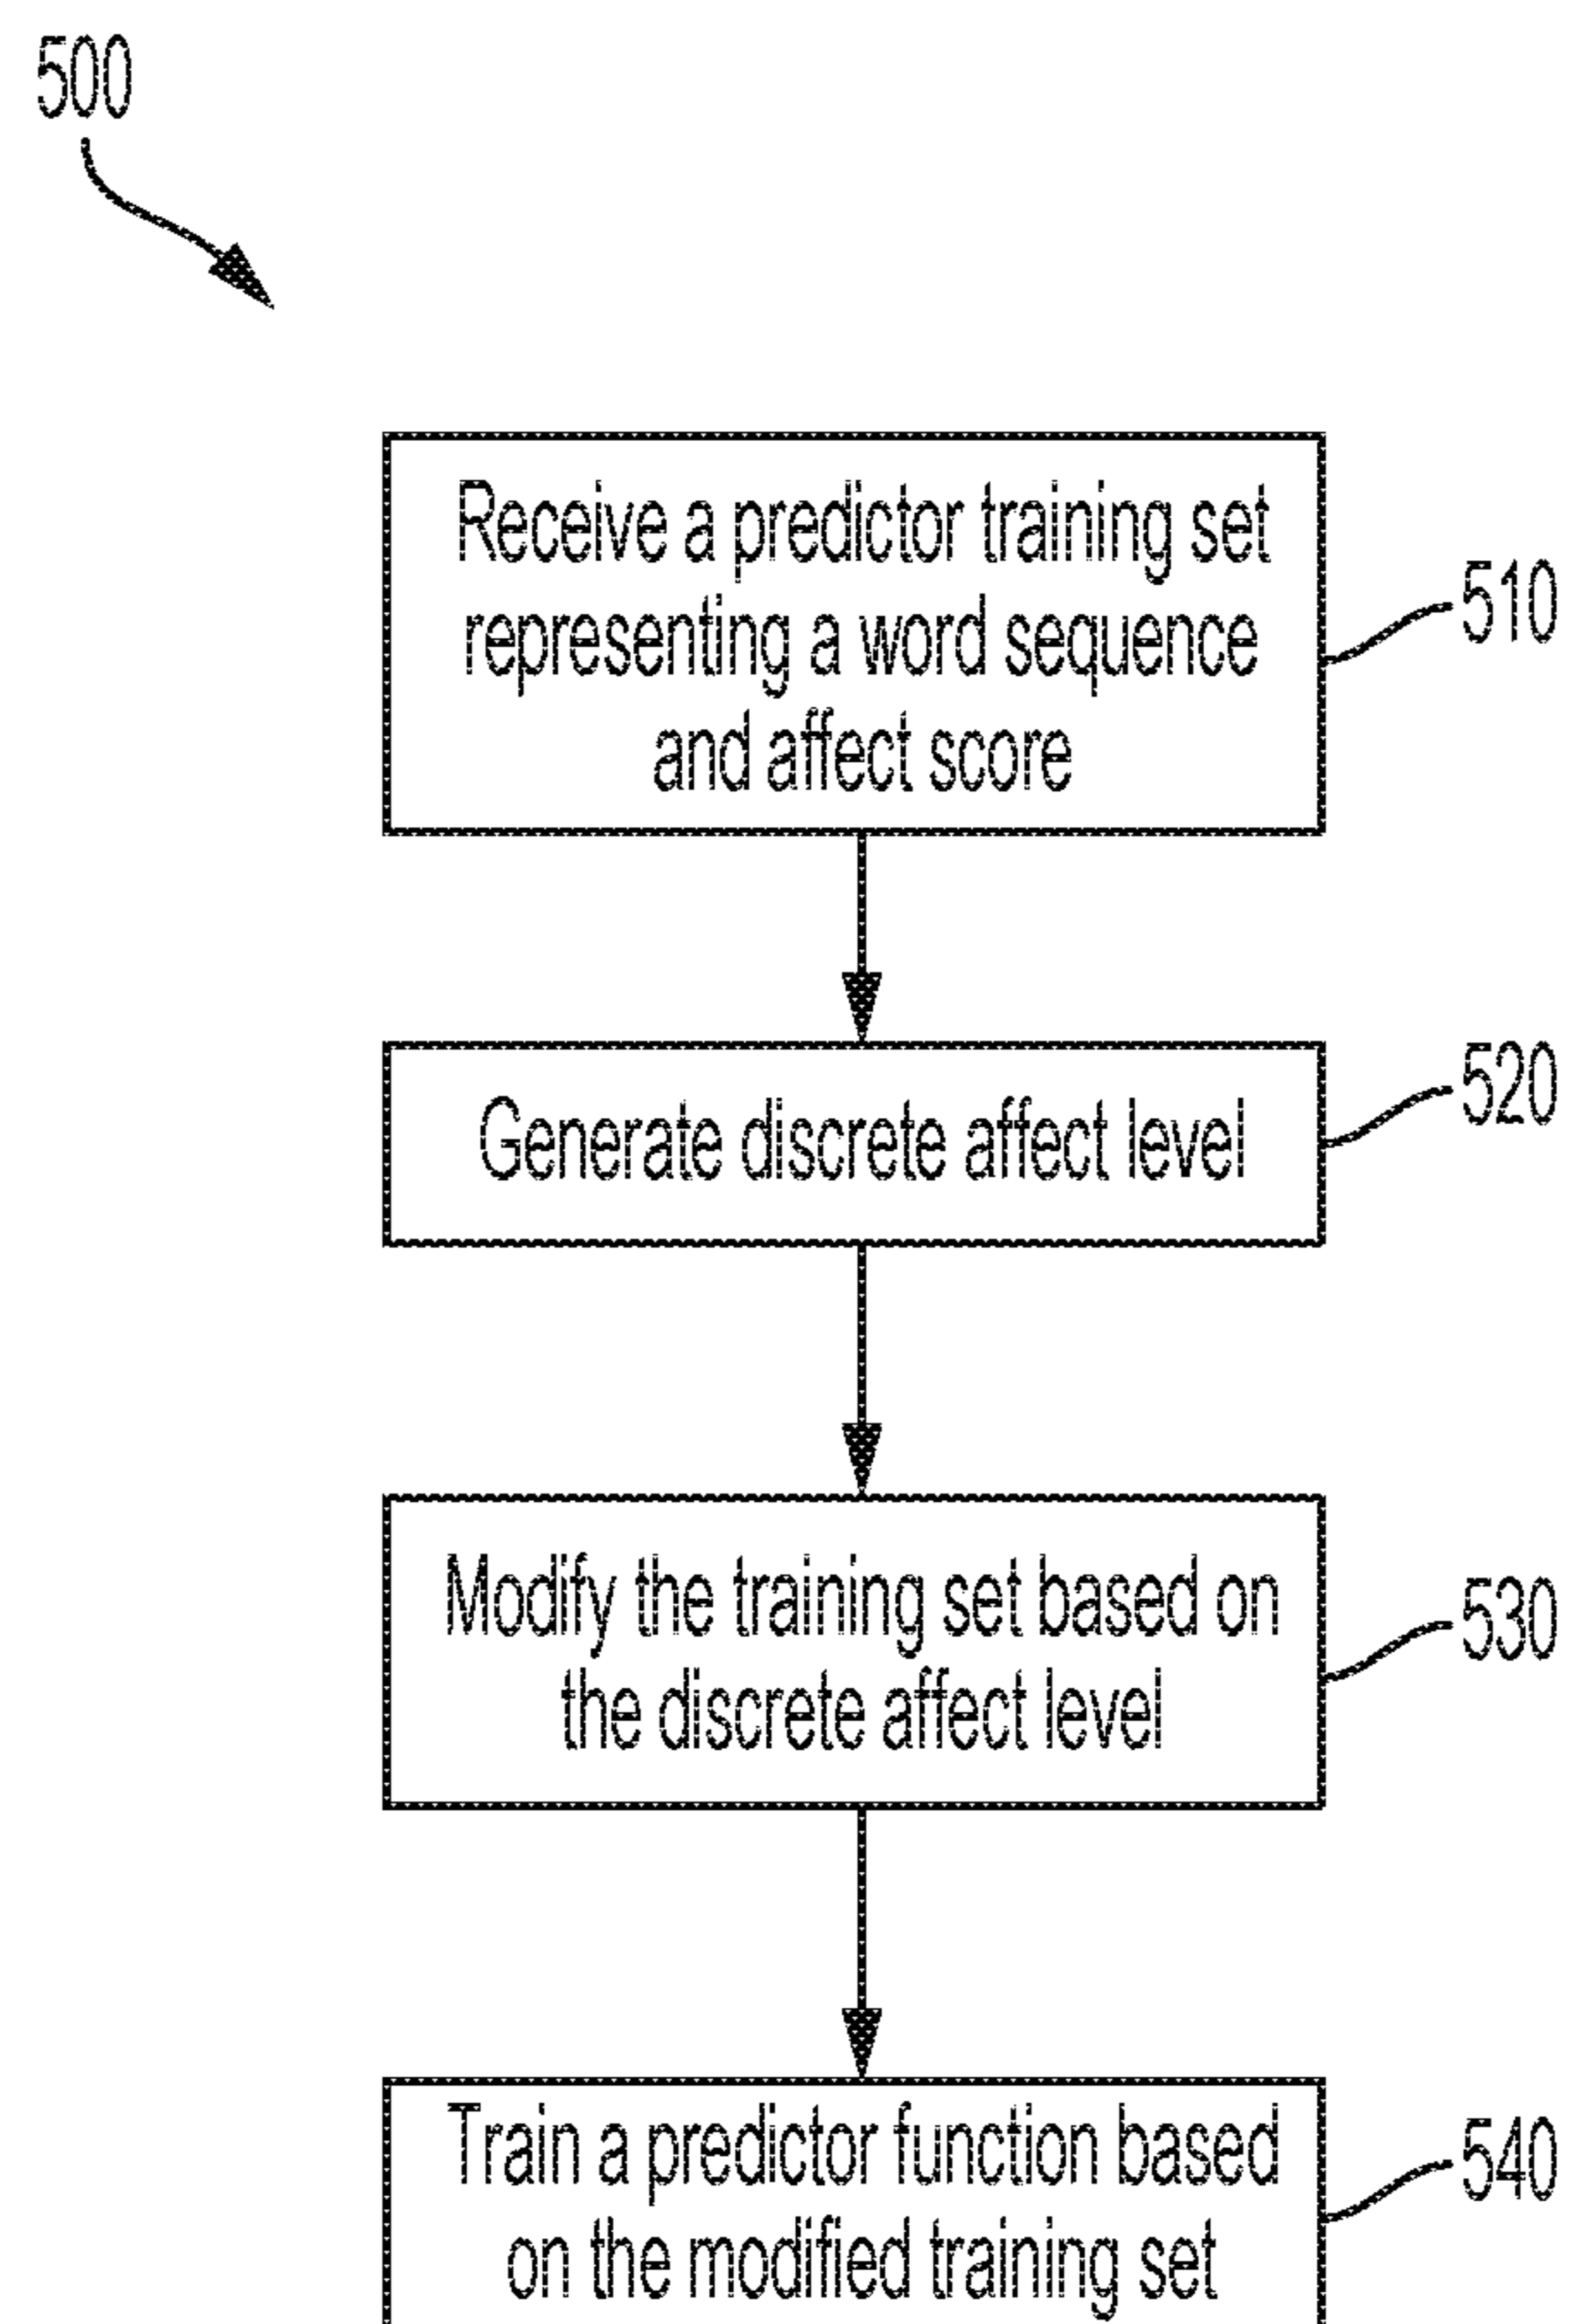 500
Receive a predictor training set
representing a word sequence
and affect score
510
Generate discrete affect level
520
Modify the training set based on
the discrete affect level
530
Train a predictor function based
on the modified training set
540